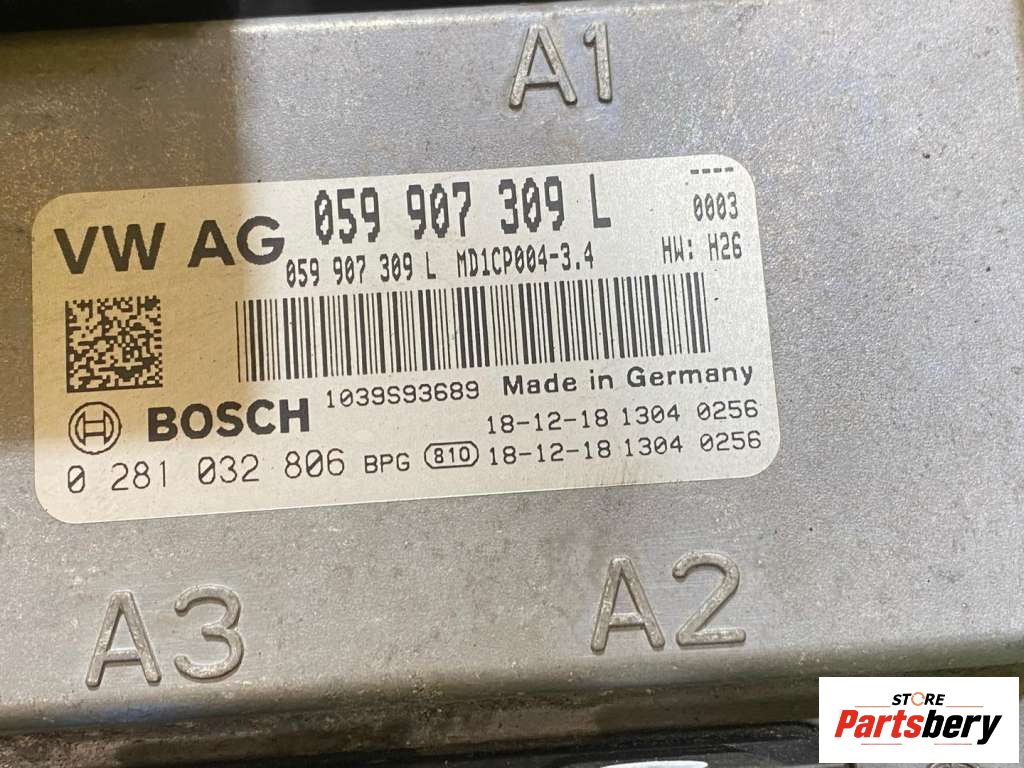 A1
----
VW AG 059 907 309 L 0003
059 907 309 L MD1CP004-3.4 HW: H26
1039S93689 Made in Germany
BOSCH 18-12-18 1304 0256
0 281 032 806 BPG 810 18-12-18 1304 0256
A3 A2
STORE
Partsbery